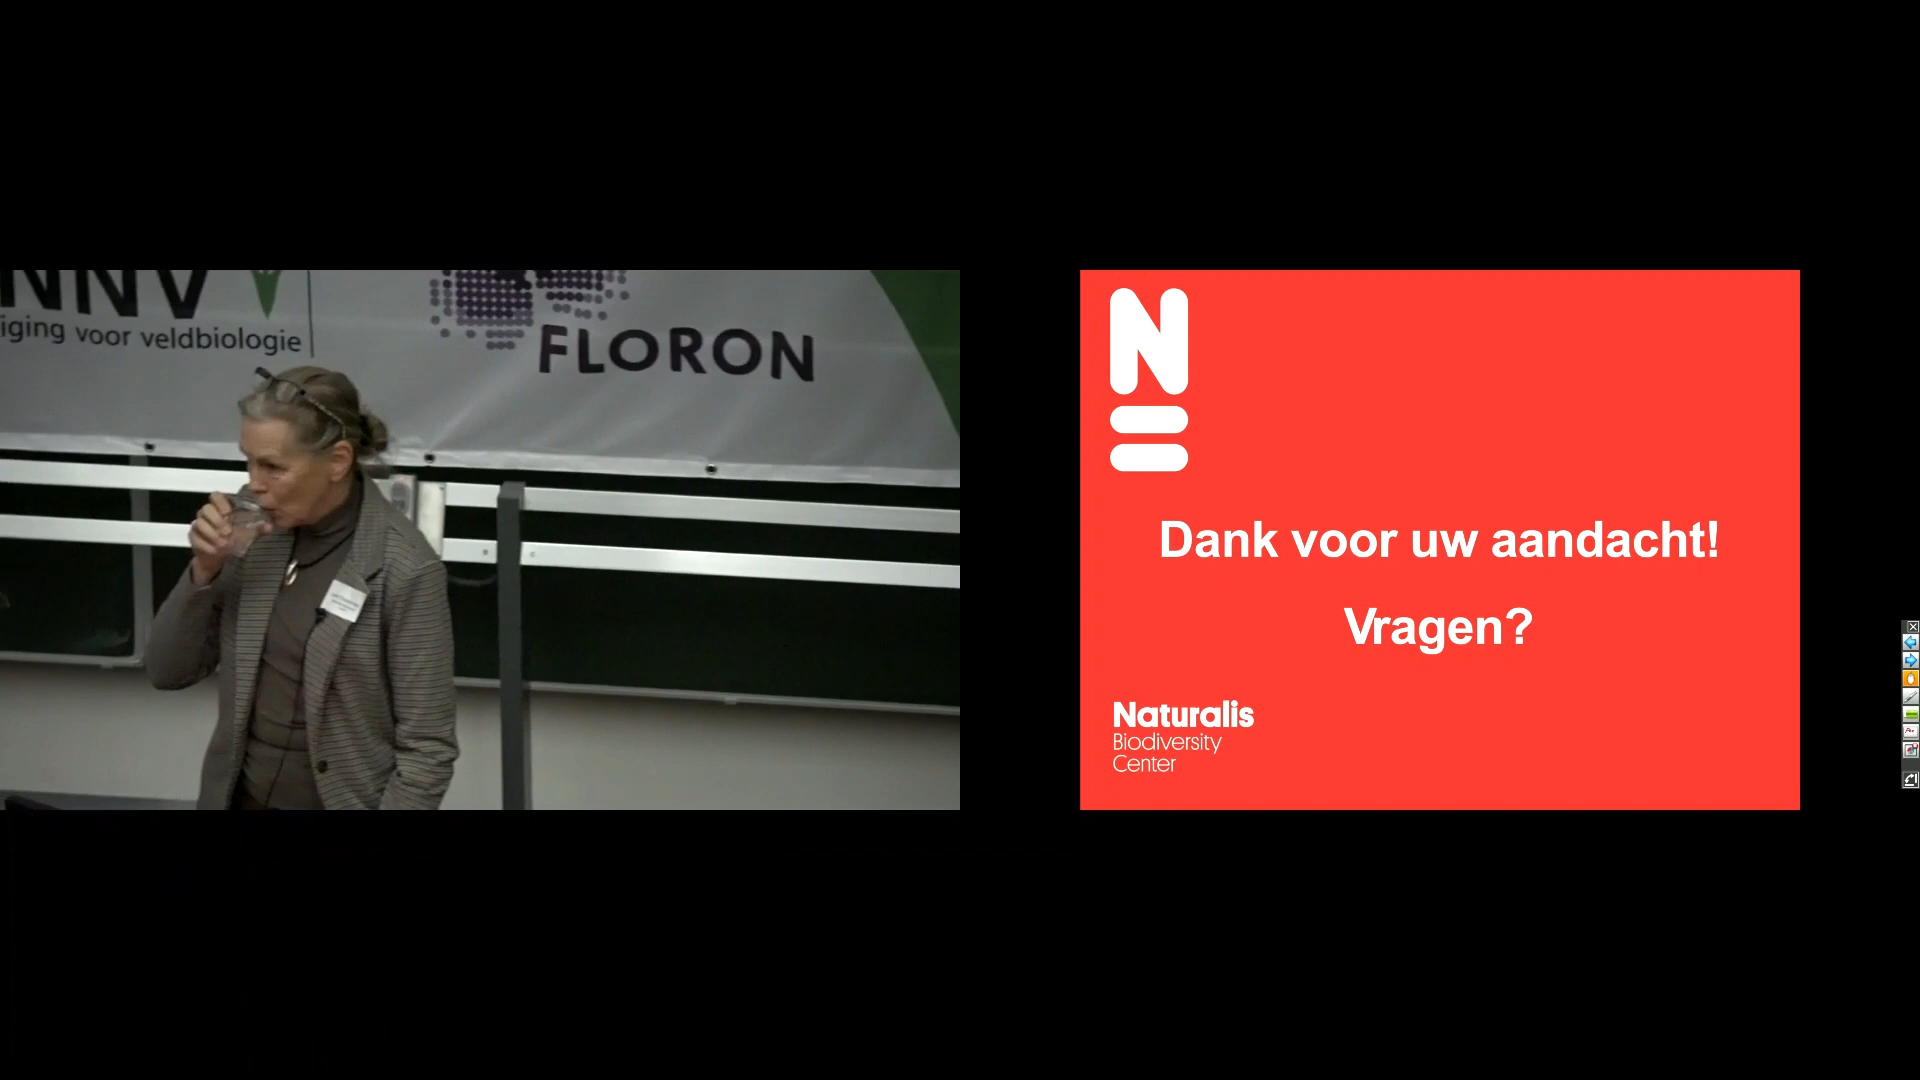 NNV
iging voor veldbiologie
FLORON
N
Dank voor uw aandacht!
Vragen?
Naturalis
Biodiversity
Center